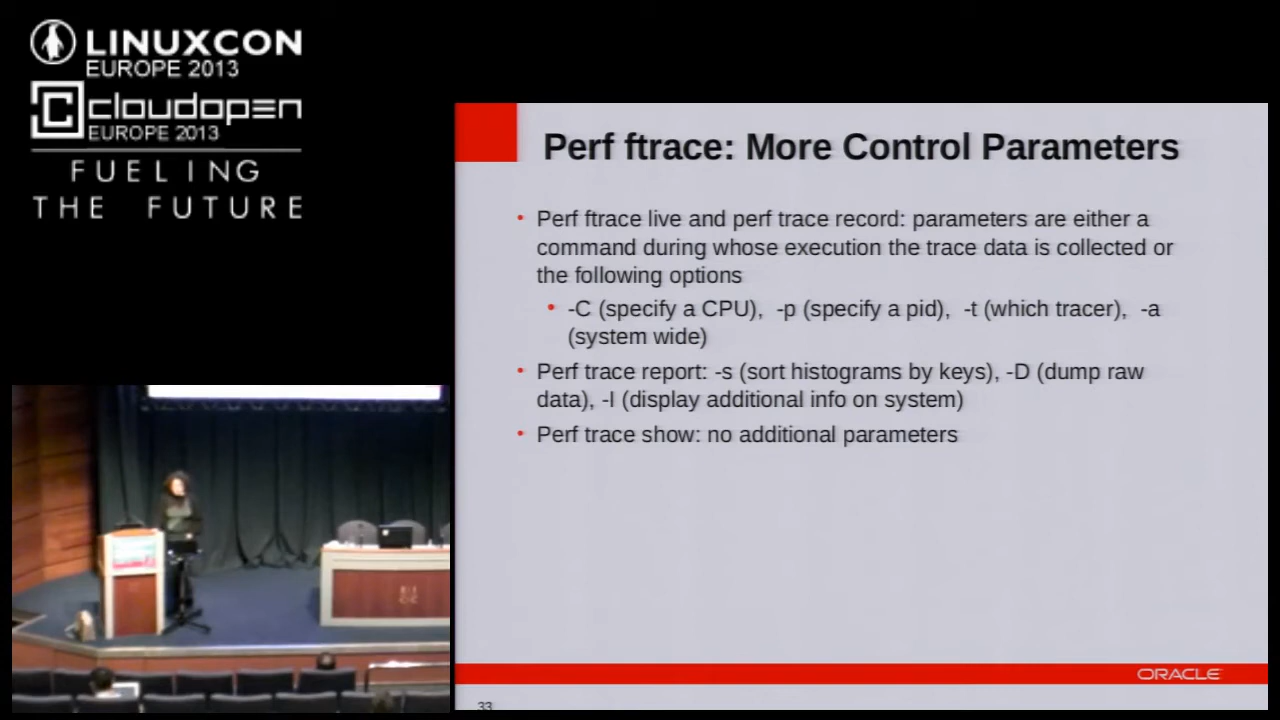 LINUXCON
EUROPE 2013
cloudopen
EUROPE 2013
FUELING
THE FUTURE
Perf ftrace: More Control Parameters
• Perf ftrace live and perf trace record: parameters are either a
command during whose execution the trace data is collected or
the following options
• -C (specify a CPU), -p (specify a pid), -t (which tracer), -a
(system wide)
• Perf trace report: -s (sort histograms by keys), -D (dump raw
data), -I (display additional info on system)
• Perf trace show: no additional parameters
ORACLE
33